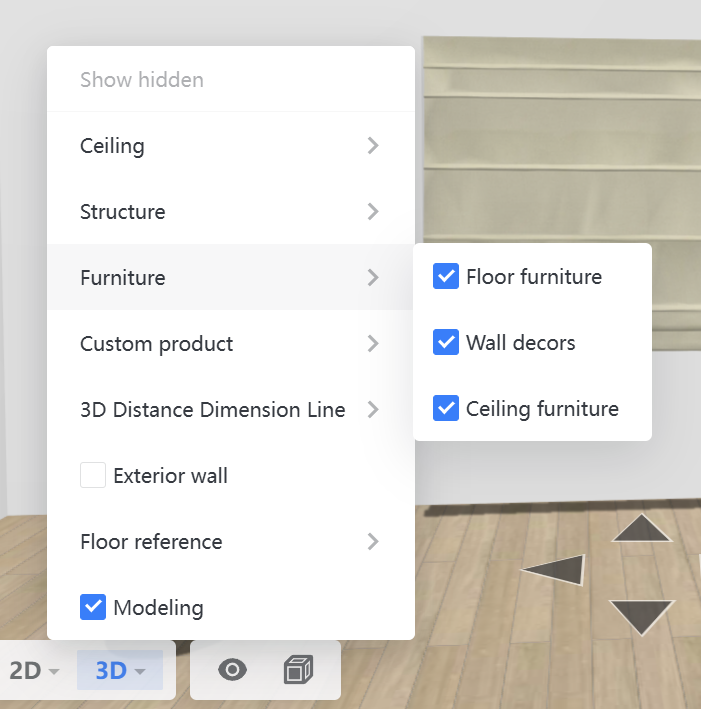 Show hidden
Ceiling
Structure
Furniture
Floor furniture
Wall decors
Ceiling furniture
Custom product
3D Distance Dimension Line
Exterior wall
Floor reference
Modeling
2D
3D